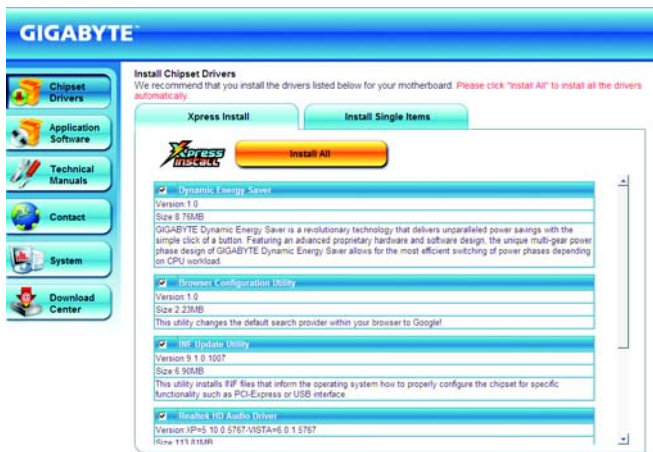 GIGABYTE™
Chipset
Drivers
Application
Software
Technical
Manuals
Contact
System
Download
Center
Install Chipset Drivers
We recommend that you install the drivers listed below for your motherboard. Please click "Install All" to install all the drivers
automatically.
Xpress Install
Install Single Items
Xpress
INSTALL
Install All
Dynamic Energy Saver
Version:1.0
Size:8.76MB
GIGABYTE Dynamic Energy Saver is a revolutionary technology that delivers unparalleled power savings with the
simple click of a button. Featuring an advanced proprietary hardware and software design, the unique multi-gear power
phase design of GIGABYTE Dynamic Energy Saver allows for the most efficient switching of power phases depending
on CPU workload.
Browser Configuration Utility
Version:1.0
Size:2.23MB
This utility changes the default search provider within your browser to Google!
INF Update Utility
Version:9.1.0.1007
Size:6.90MB
This utility installs INF files that inform the operating system how to properly configure the chipset for specific
functionality such as PCI-Express or USB interface.
Realtek HD Audio Driver
Version:XP=5.10.0.5767-VISTA=6.0.1.5767
Size:113.81MB